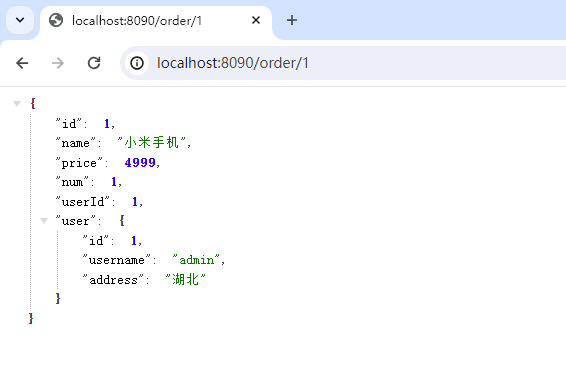 localhost:8090/order/1
localhost:8090/order/1
{
"id": 1,
"name": "小米手机",
"price": 4999,
"num": 1,
"userId": 1,
"user": {
"id": 1,
"username": "admin",
"address": "湖北"
}
}